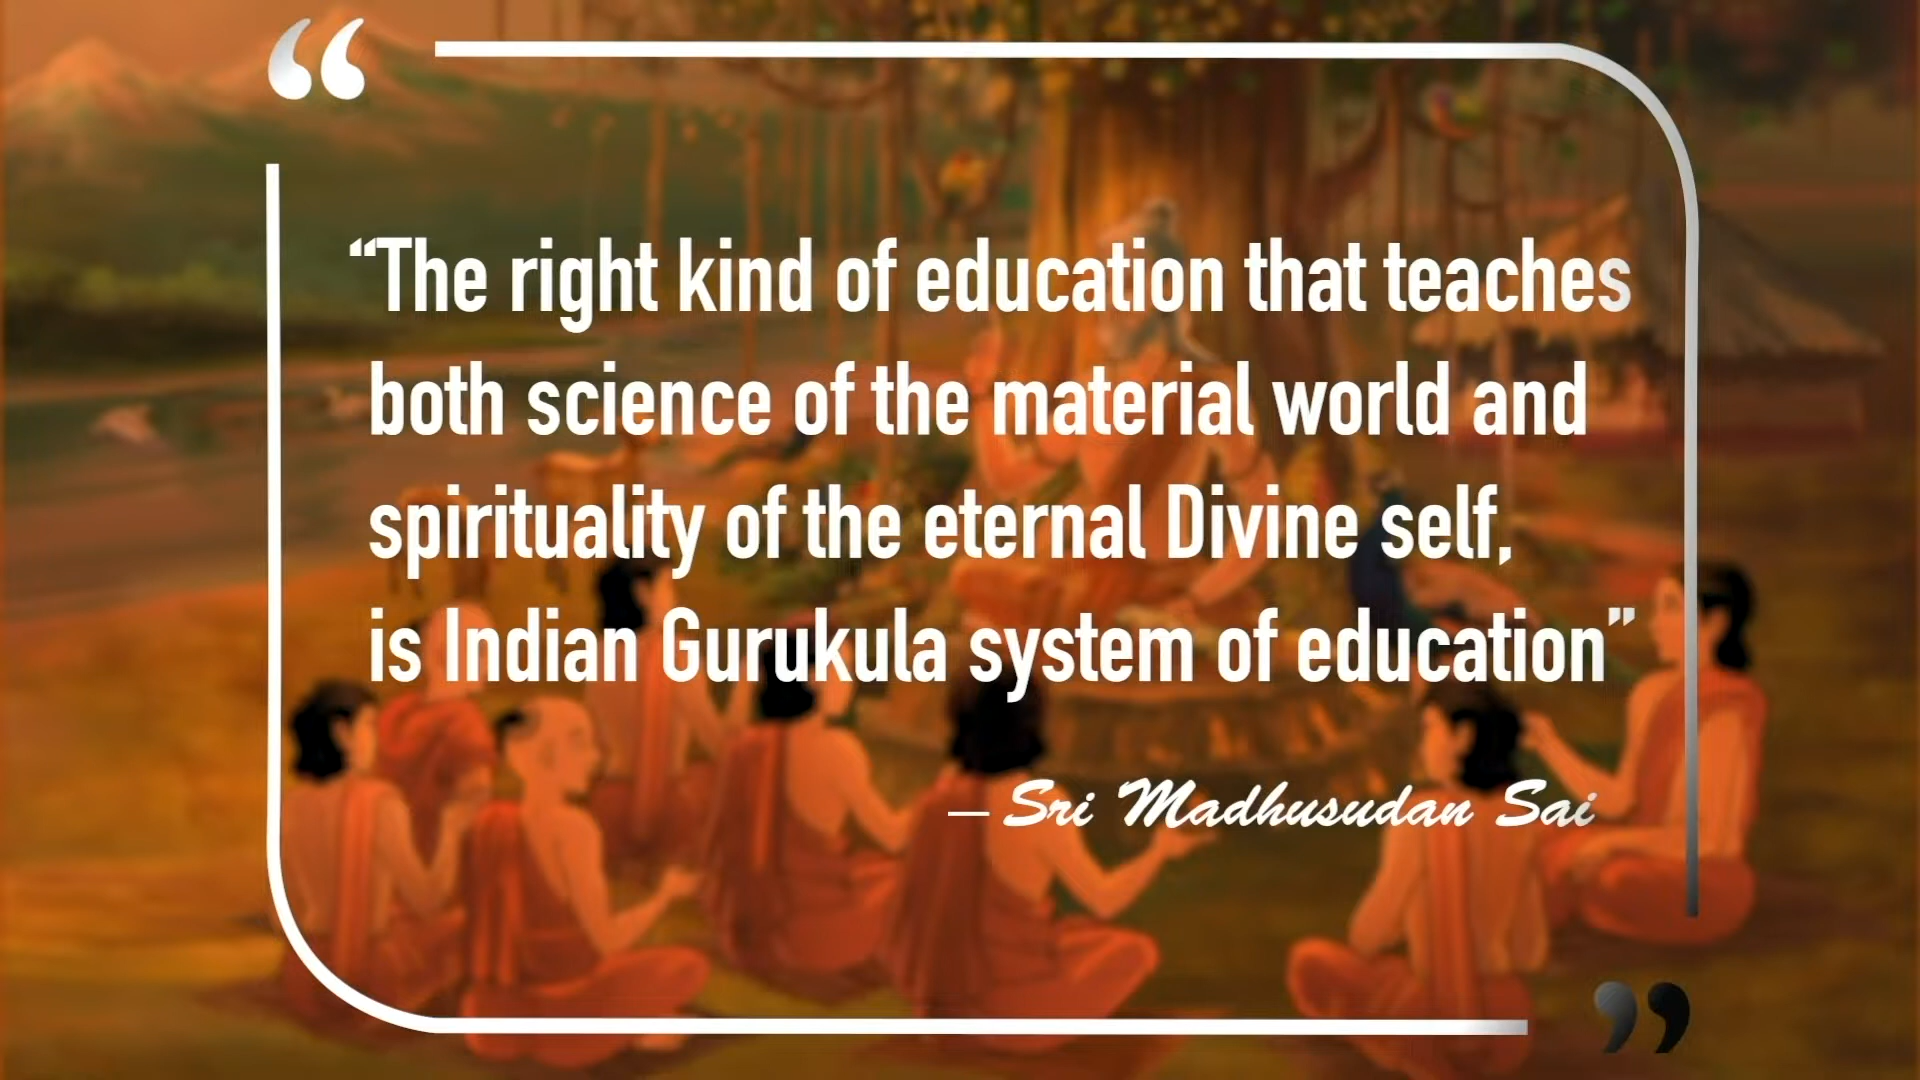 “The right kind of education that teaches
both science of the material world and
spirituality of the eternal Divine self,
is Indian Gurukula system of education”
— Sri Madhusudan Sai